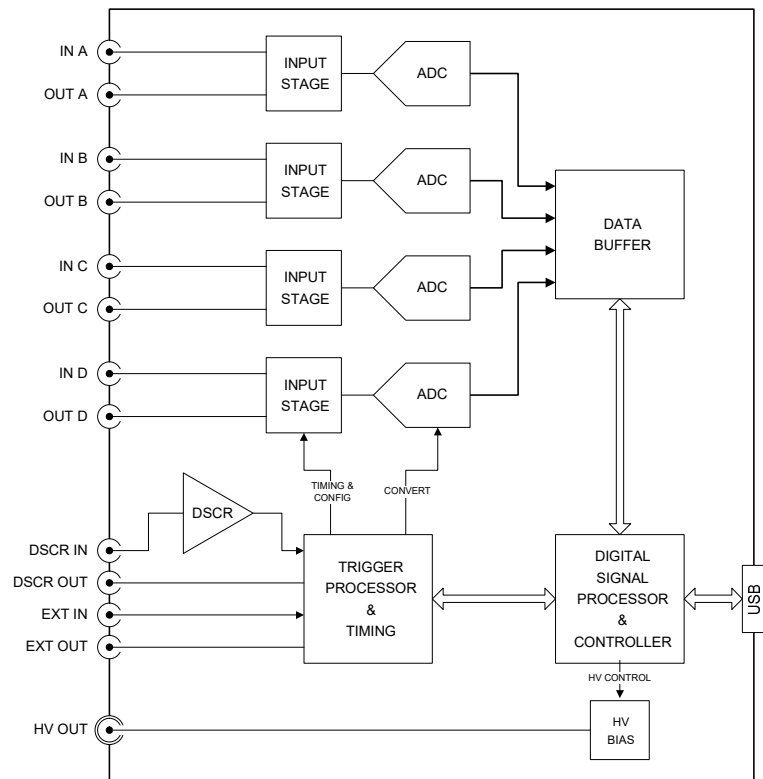 IN A
OUT A
INPUT
STAGE
ADC
IN B
OUT B
INPUT
STAGE
ADC
DATA
BUFFER
IN C
OUT C
INPUT
STAGE
ADC
IN D
OUT D
INPUT
STAGE
ADC
TIMING &
CONFIG
CONVERT
DSCR
DSCR IN
DSCR OUT
EXT IN
EXT OUT
TRIGGER
PROCESSOR
&
TIMING
DIGITAL
SIGNAL
PROCESSOR
&
CONTROLLER
USB
HV CONTROL
HV OUT
HV
BIAS